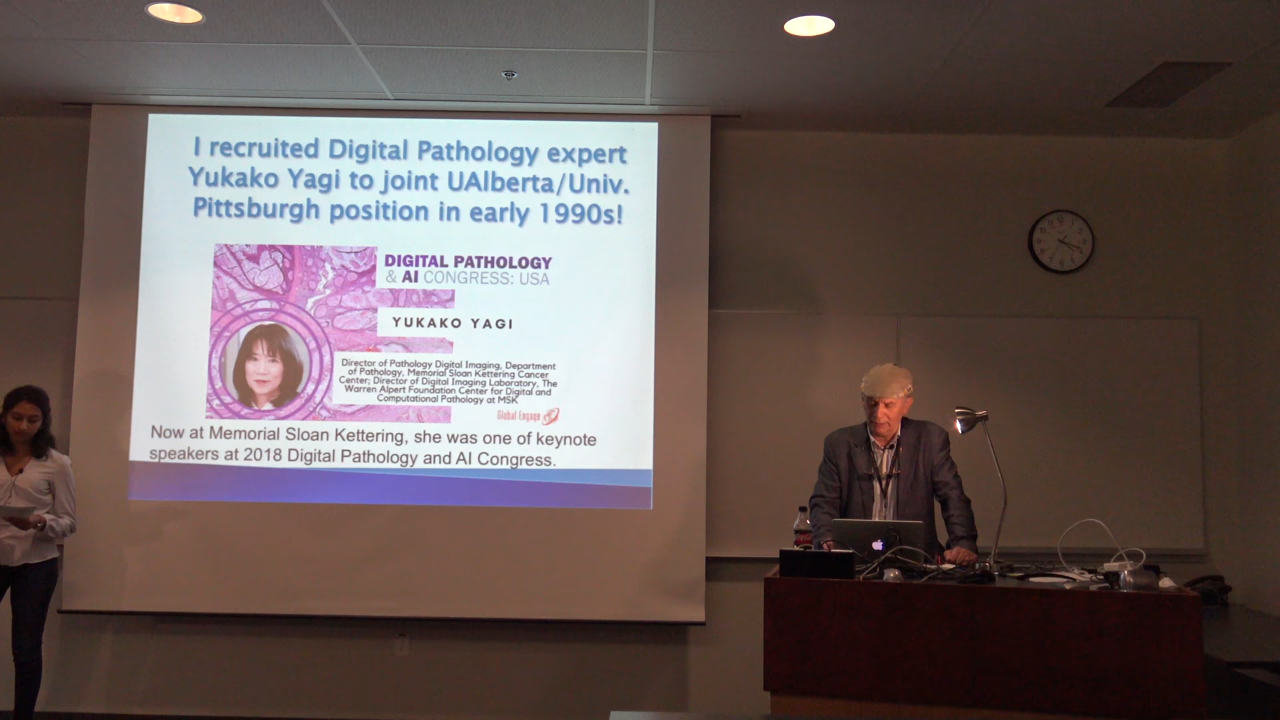 I recruited Digital Pathology expert
Yukako Yagi to joint UAlberta/Univ.
Pittsburgh position in early 1990s!
DIGITAL PATHOLOGY
& AI CONGRESS: USA
YUKAKO YAGI
Director of Pathology Digital Imaging, Department
of Pathology, Memorial Sloan Kettering Cancer
Center; Director of Digital Imaging Laboratory, The
Warren Alpert Foundation Center for Digital and
Computational Pathology at MSK
Global Engage
Now at Memorial Sloan Kettering, she was one of keynote
speakers at 2018 Digital Pathology and AI Congress.